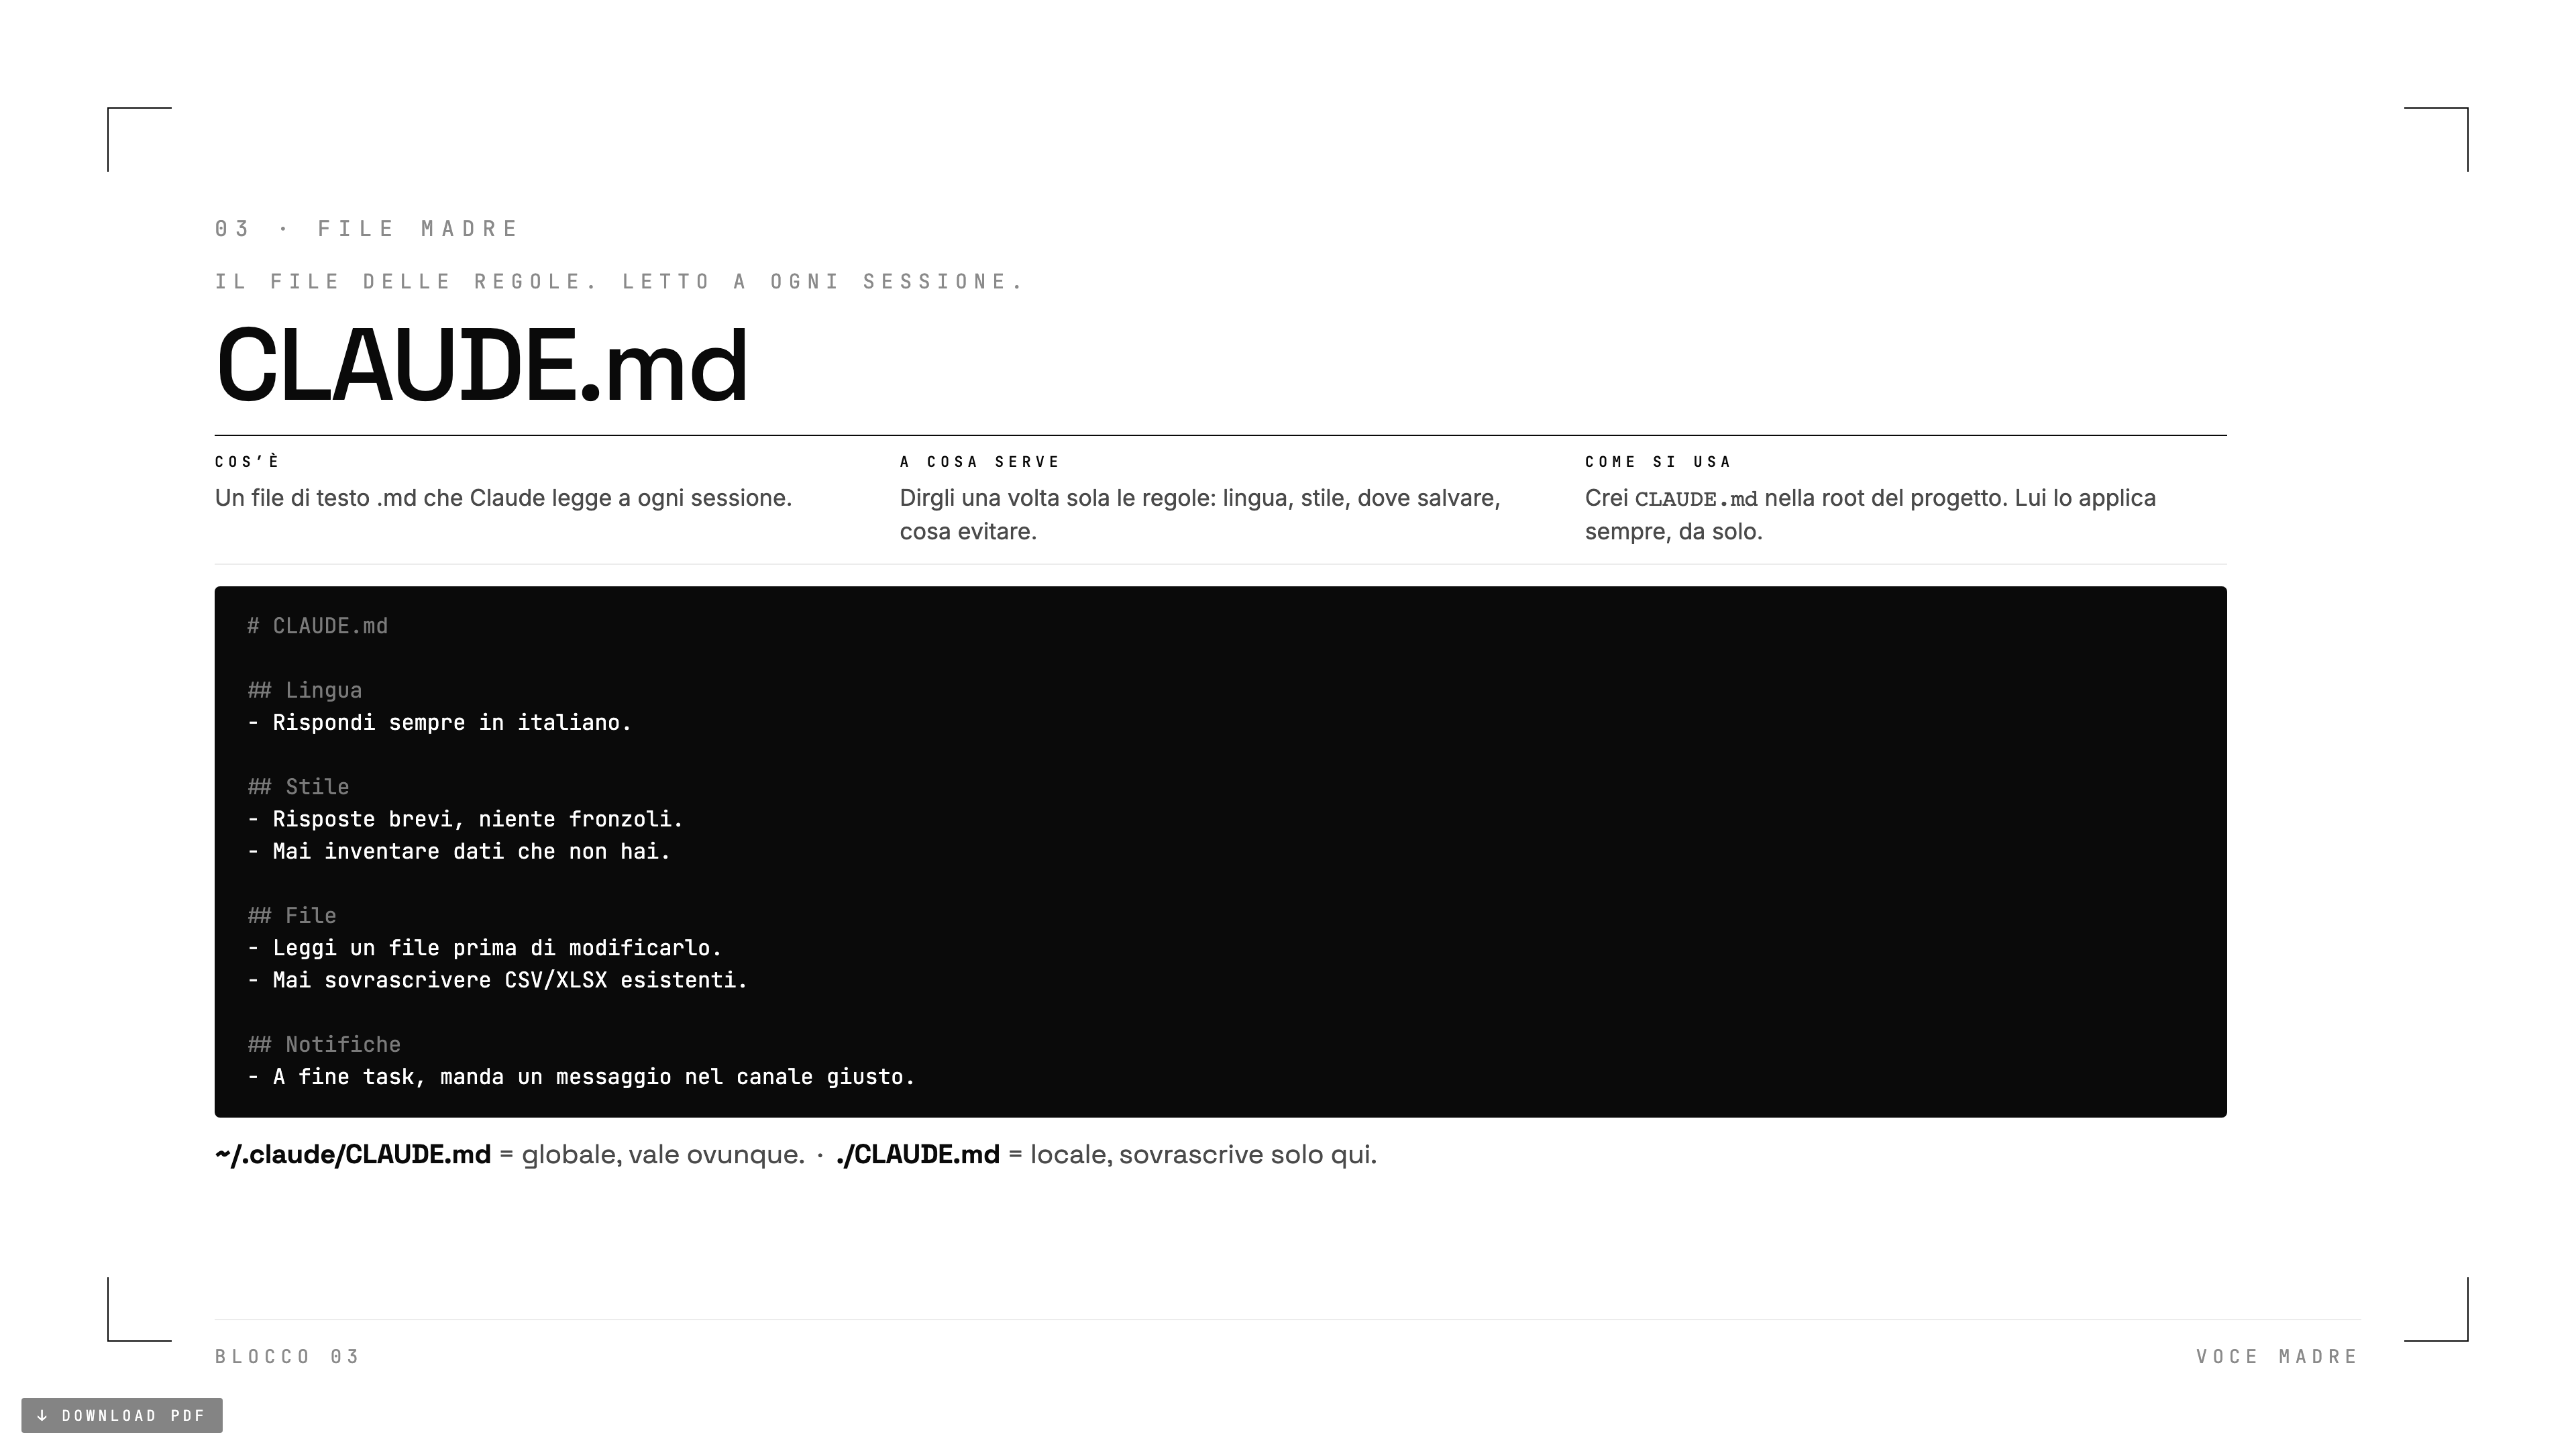 03 · FILE MADRE
IL FILE DELLE REGOLE. LETTO A OGNI SESSIONE.
CLAUDE.md
COS’È
Un file di testo .md che Claude legge a ogni sessione.
A COSA SERVE
Dirgli una volta sola le regole: lingua, stile, dove salvare,
cosa evitare.
COME SI USA
Crei CLAUDE.md nella root del progetto. Lui lo applica
sempre, da solo.
# CLAUDE.md
## Lingua
- Rispondi sempre in italiano.
## Stile
- Risposte brevi, niente fronzoli.
- Mai inventare dati che non hai.
## File
- Leggi un file prima di modificarlo.
- Mai sovrascrivere CSV/XLSX esistenti.
## Notifiche
- A fine task, manda un messaggio nel canale giusto.
~/.claude/CLAUDE.md = globale, vale ovunque. · ./CLAUDE.md = locale, sovrascrive solo qui.
BLOCCO 03
VOCE MADRE
↓ DOWNLOAD PDF